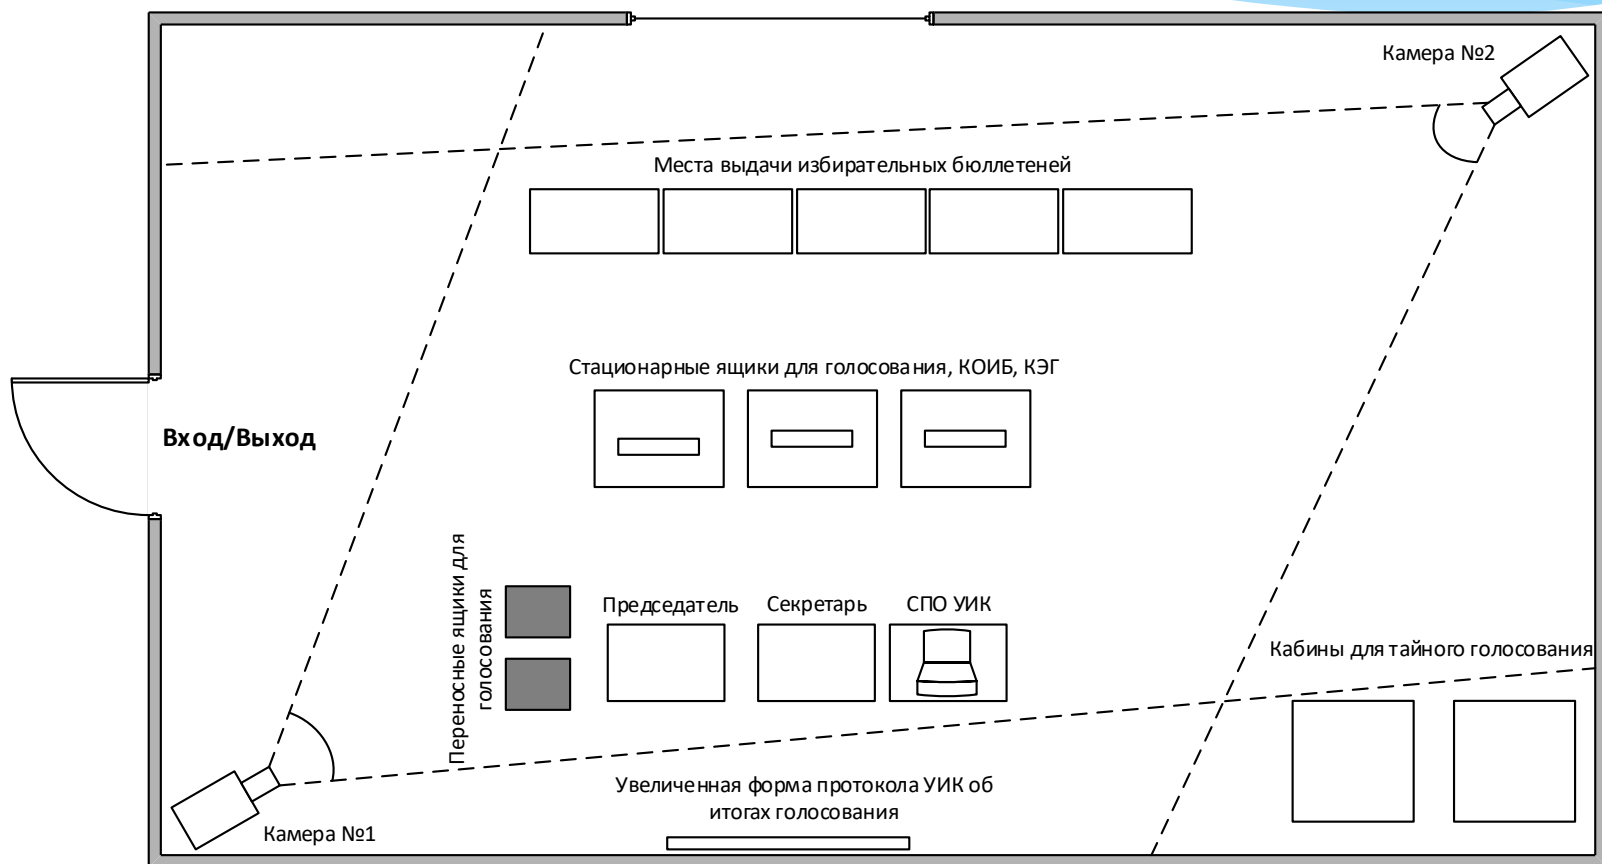 Камера №2
Места выдачи избирательных бюллетеней
Стационарные ящики для голосования, КОИБ, КЭГ
Вход/Выход
Переносные ящики для
голосования
Председатель
Секретарь
СПО УИК
Кабины для тайного голосования
Увеличенная форма протокола УИК об
итогах голосования
Камера №1